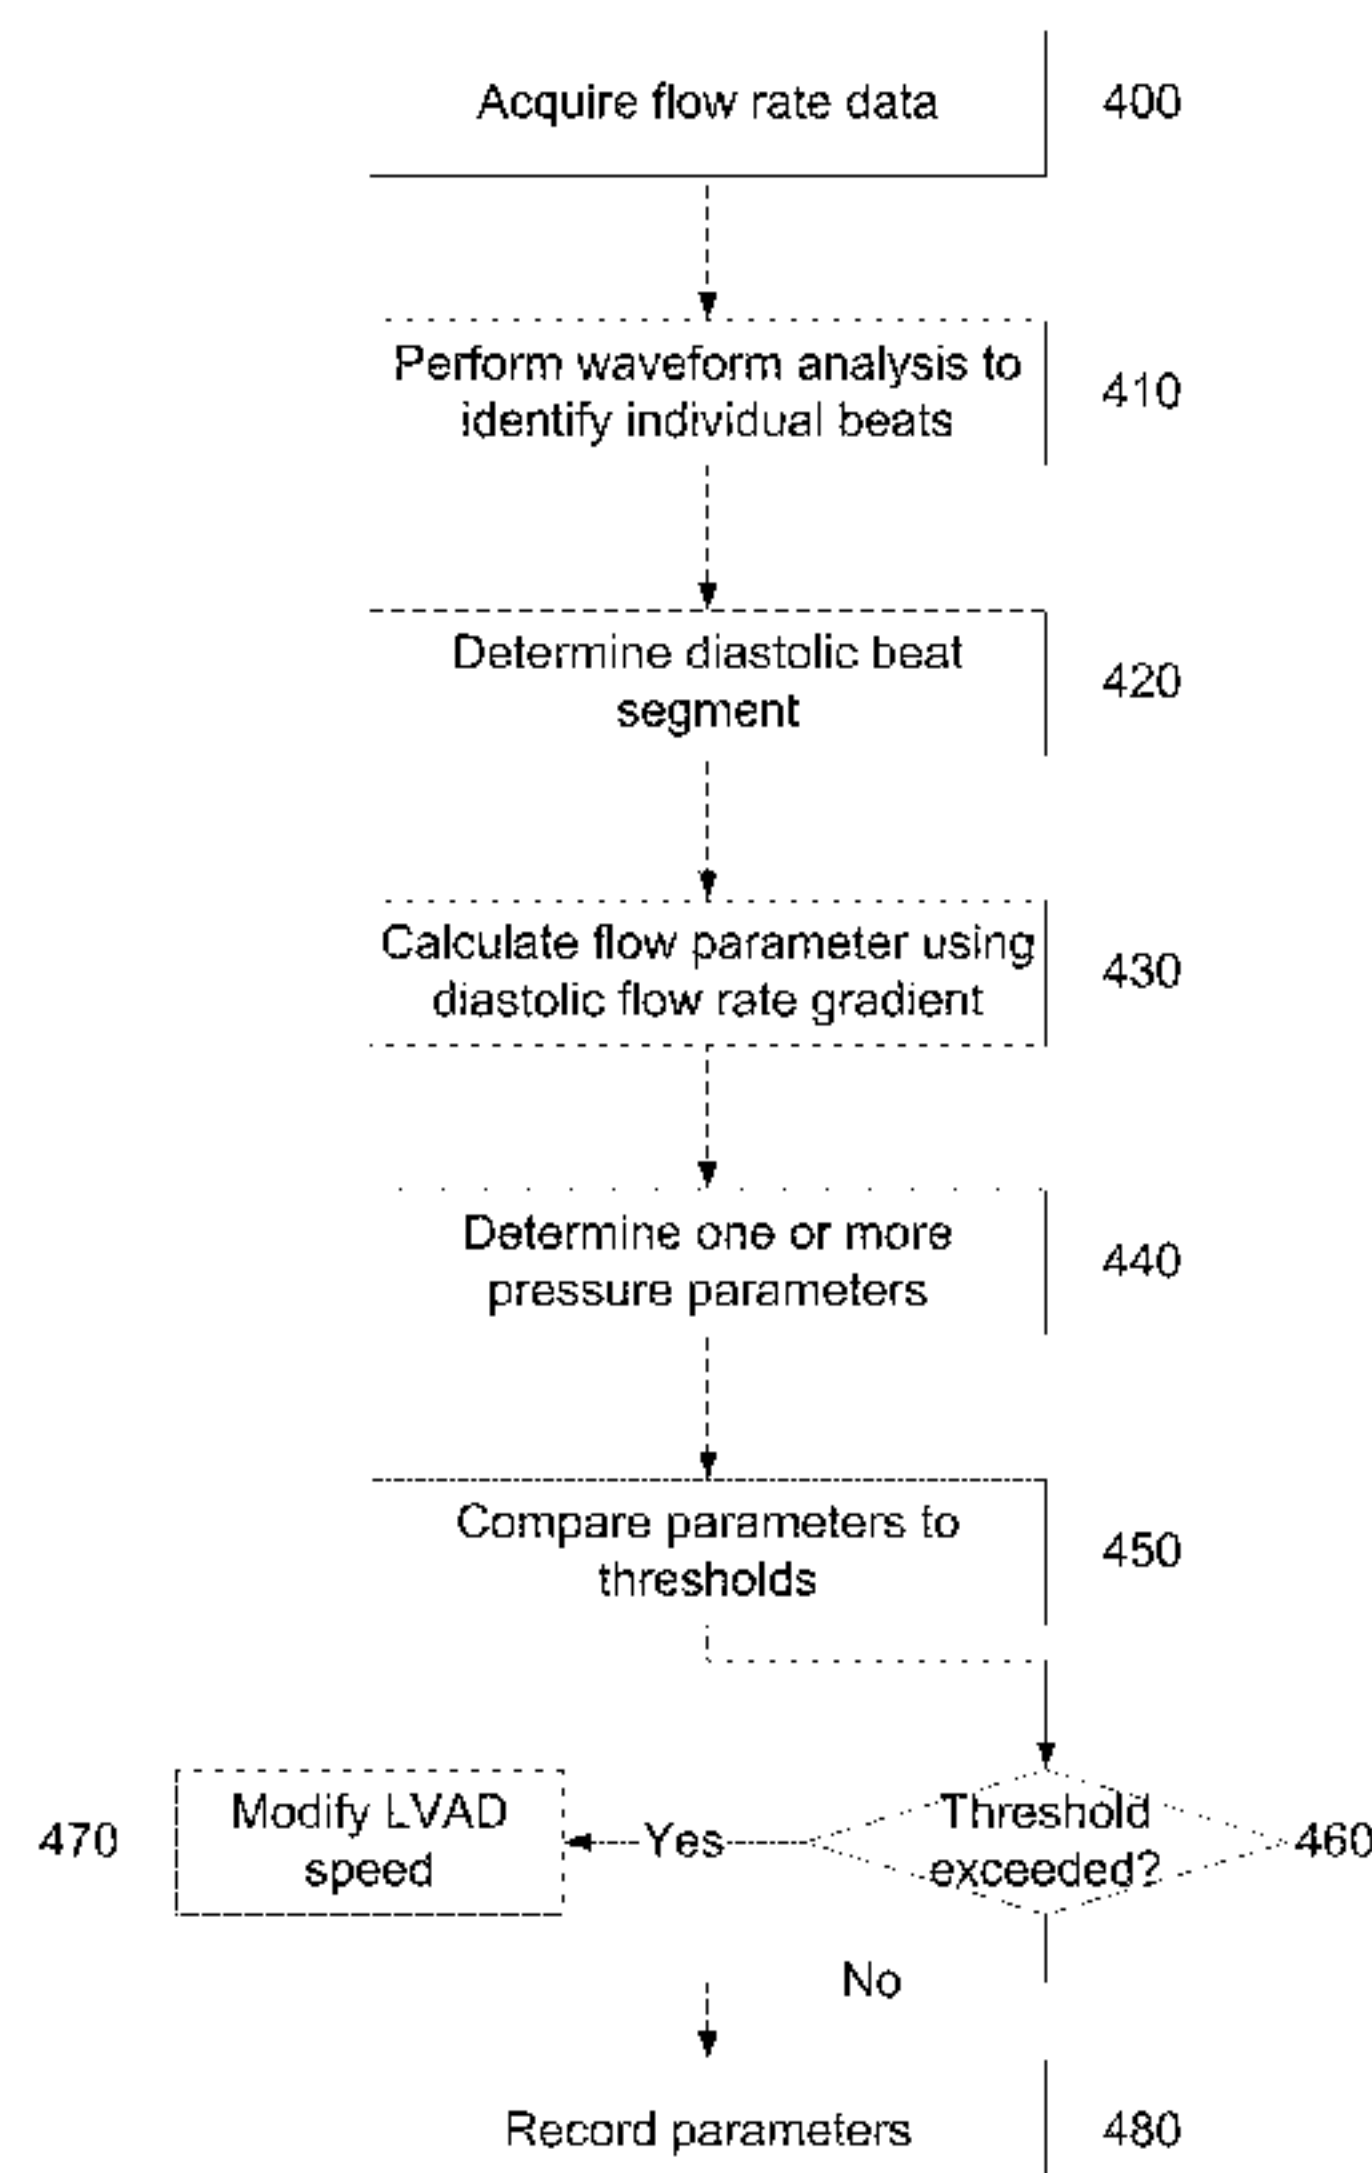 Acquire flow rate data
400
Perform waveform analysis to
identify individual beats
410
Determine diastolic beat
segment
420
Calculate flow parameter using
diastolic flow rate gradient
430
Determine one or more
pressure parameters
440
Compare parameters to
thresholds
450
470
Modify LVAD
speed
Yes
Threshold
exceeded?
460
No
Record parameters
480